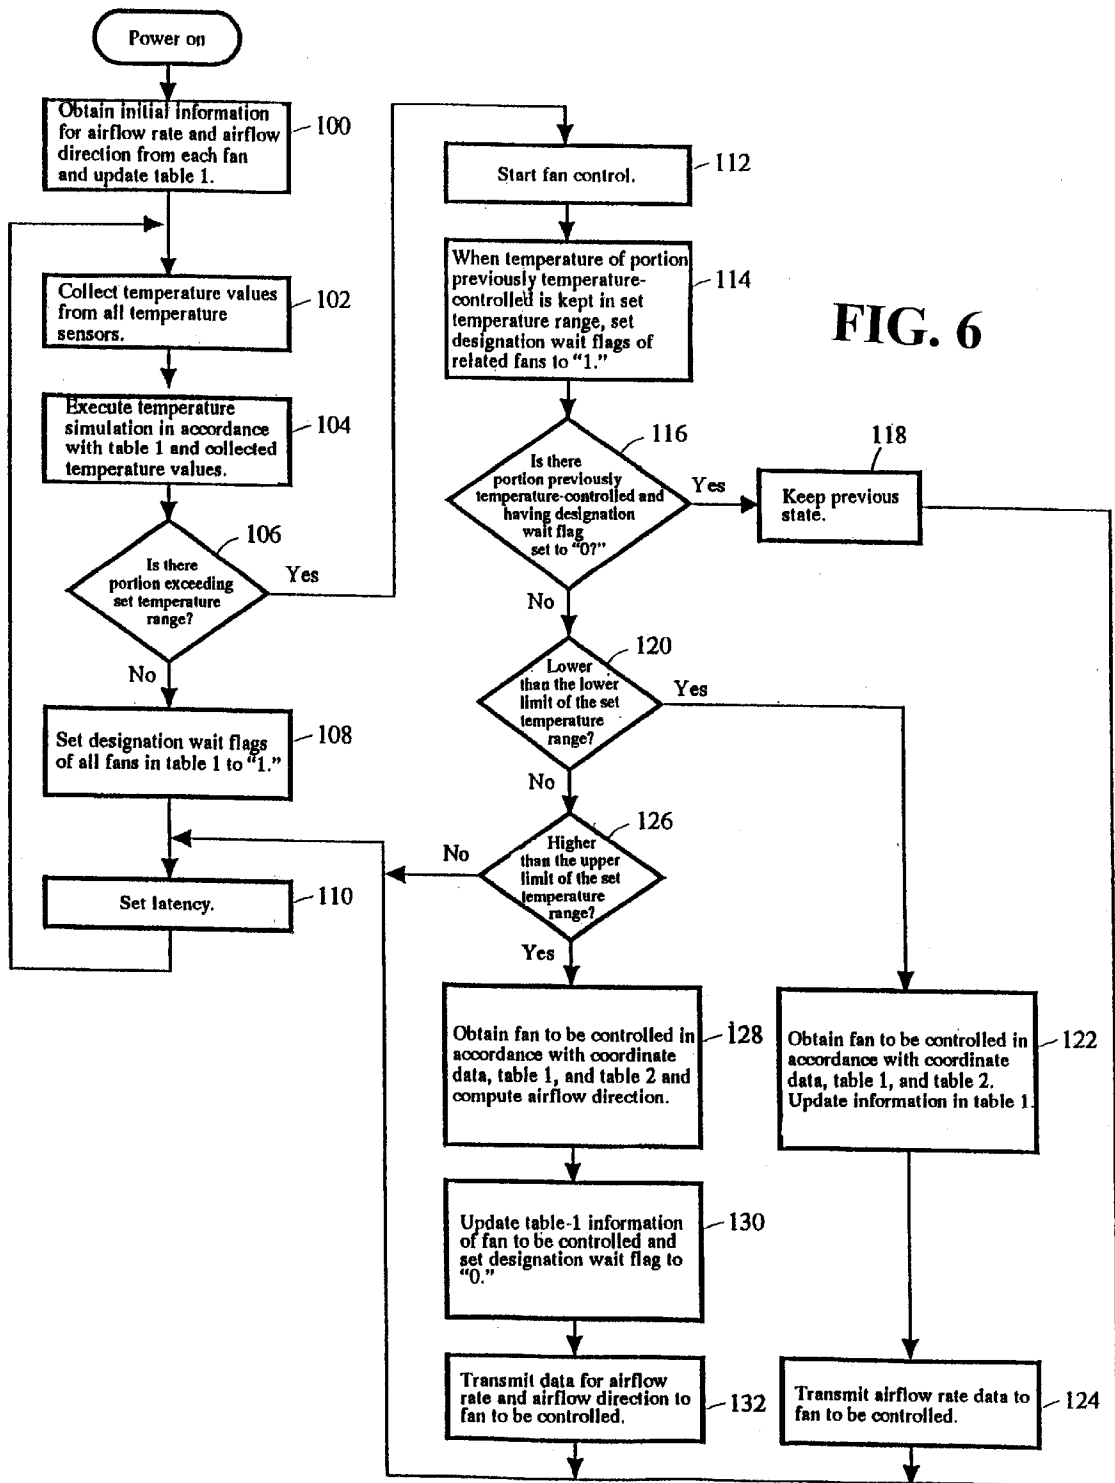 Power on
Obtain initial information
for airflow rate and airflow
direction from each fan
and update table 1.
100
Collect temperature values
from all temperature
sensors.
102
Execute temperature
simulation in accordance
with table 1 and collected
temperature values.
104
106
Is there
portion exceeding
set temperature
range?
Yes
No
Set designation wait flags
of all fans in table 1 to “1.”
108
Set latency.
110
Start fan control.
112
When temperature of portion
previously temperature-
controlled is kept in set
temperature range, set
designation wait flags of
related fans to “1.”
114
FIG. 6
116
Is there
portion previously
temperature-controlled and
having designation
wait flag
set to “0?”
Yes
118
Keep previous
state.
No
120
Lower
than the lower
limit of the set
temperature
range?
Yes
No
126
Higher
than the upper
limit of the set
temperature
range?
No
Yes
Obtain fan to be controlled in
accordance with coordinate
data, table 1, and table 2 and
compute airflow direction.
128
Obtain fan to be controlled in
accordance with coordinate
data, table 1, and table 2.
Update information in table 1.
122
Update table-1 information
of fan to be controlled and
set designation wait flag to
“0.”
130
Transmit data for airflow
rate and airflow direction to
fan to be controlled.
132
Transmit airflow rate data to
fan to be controlled.
124